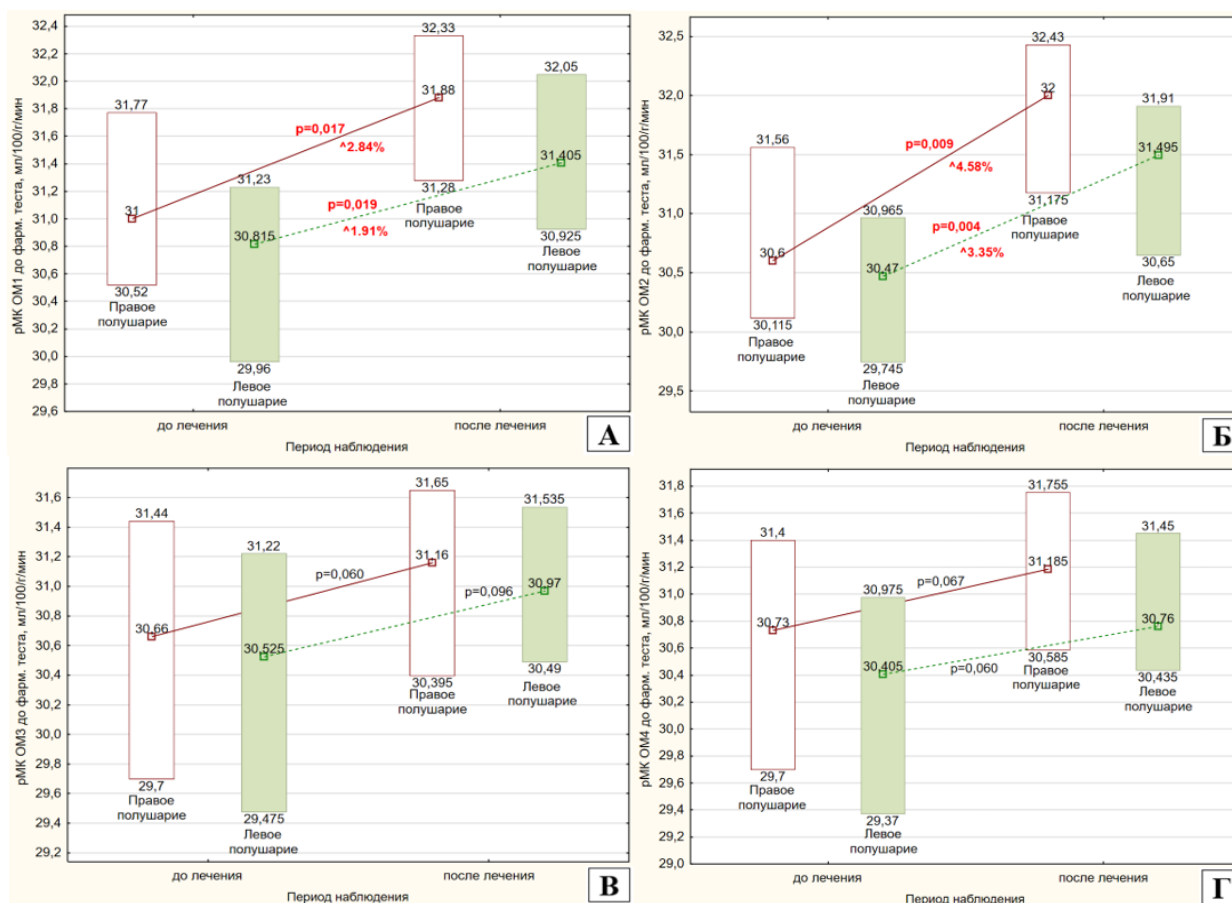 рМК ОМ1 до фарм. теста, мл/100/г/мин
32,4
32,2
32,0
31,8
31,6
31,4
31,2
31,0
30,8
30,6
30,4
30,2
30,0
29,8
29,6
31,77
31
30,52
Правое
полушарие
31,23
30,815
29,96
Левое
полушарие
p=0,017
^2.84%
p=0,019
^1.91%
32,33
31,88
31,28
Правое
полушарие
32,05
31,405
30,925
Левое
полушарие
до лечения
после лечения
Период наблюдения
А
рМК ОМ2 до фарм. теста, мл/100/г/мин
32,5
32,0
31,5
31,0
30,5
30,0
29,5
31,56
30,6
30,115
Правое
полушарие
30,965
30,47
29,745
Левое
полушарие
p=0,009
^4.58%
p=0,004
^3.35%
32,43
32
31,175
Правое
полушарие
31,91
31,495
30,65
Левое
полушарие
до лечения
после лечения
Период наблюдения
Б
рМК ОМ3 до фарм. теста, мл/100/г/мин
31,6
31,4
31,2
31,0
30,8
30,6
30,4
30,2
30,0
29,8
29,6
29,4
29,2
31,44
30,66
29,7
Правое
полушарие
31,22
30,525
29,475
Левое
полушарие
p=0,060
p=0,096
31,65
31,16
30,395
Правое
полушарие
31,535
30,97
30,49
Левое
полушарие
до лечения
после лечения
Период наблюдения
В
рМК ОМ4 до фарм. теста, мл/100/г/мин
31,8
31,6
31,4
31,2
31,0
30,8
30,6
30,4
30,2
30,0
29,8
29,6
29,4
29,2
29,0
31,4
30,73
29,7
Правое
полушарие
30,975
30,405
29,37
Левое
полушарие
p=0,067
p=0,060
31,755
31,185
30,585
Правое
полушарие
31,45
30,76
30,435
Левое
полушарие
до лечения
после лечения
Период наблюдения
Г